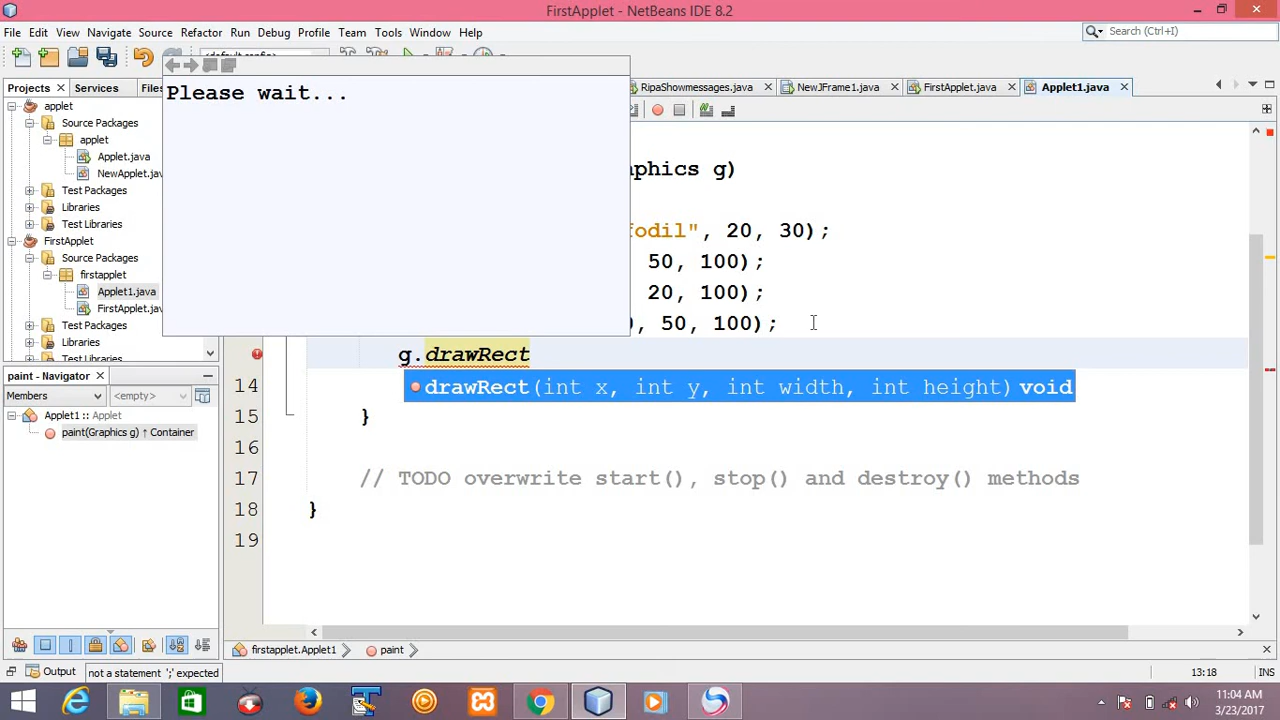 FirstApplet - NetBeans IDE 8.2
File Edit View Navigate Source Refactor Run Debug Profile Team Tools Window Help
Search (Ctrl+I)
Please wait...
Projects Services Files
RipaShowmessages.java NewJFrame1.java FirstApplet.java Applet1.java
applet
Source Packages
applet
Applet.java
NewApplet.jav
Test Packages
Libraries
Test Libraries
FirstApplet
Source Packages
firstapplet
Applet1.java
FirstApplet.jav
Test Packages
Libraries
Test Libraries
paint - Navigator
Members <empty>
Applet1 :: Applet
paint(Graphics g) ↑ Container
aphics g)
fodil", 20, 30);
50, 100);
20, 100);
, 50, 100);
g.drawRect
drawRect(int x, int y, int width, int height) void
14
15 }
16
17 // TODO overwrite start(), stop() and destroy() methods
18 }
19
firstapplet.Applet1 paint
Output not a statement ';' expected 13:18 INS
11:04 AM
3/23/2017